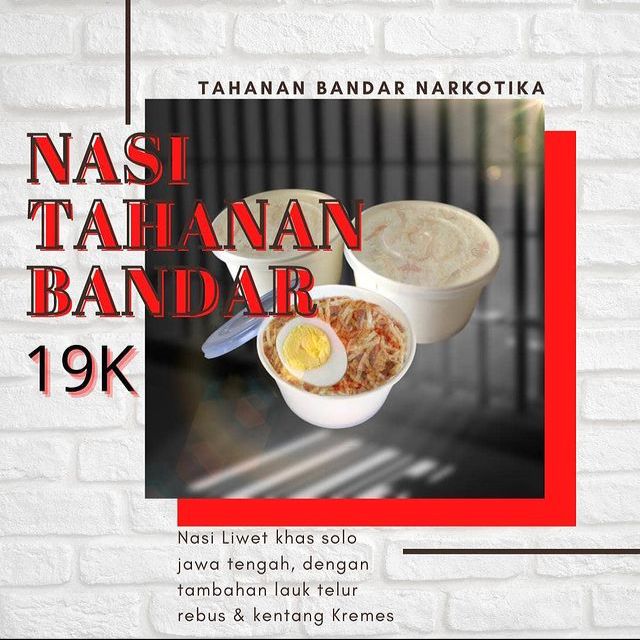 TAHANAN BANDAR NARKOTIKA
NASI
TAHANAN
BANDAR
19K
Nasi Liwet khas solo
jawa tengah, dengan
tambahan lauk telur
rebus & kentang Kremes